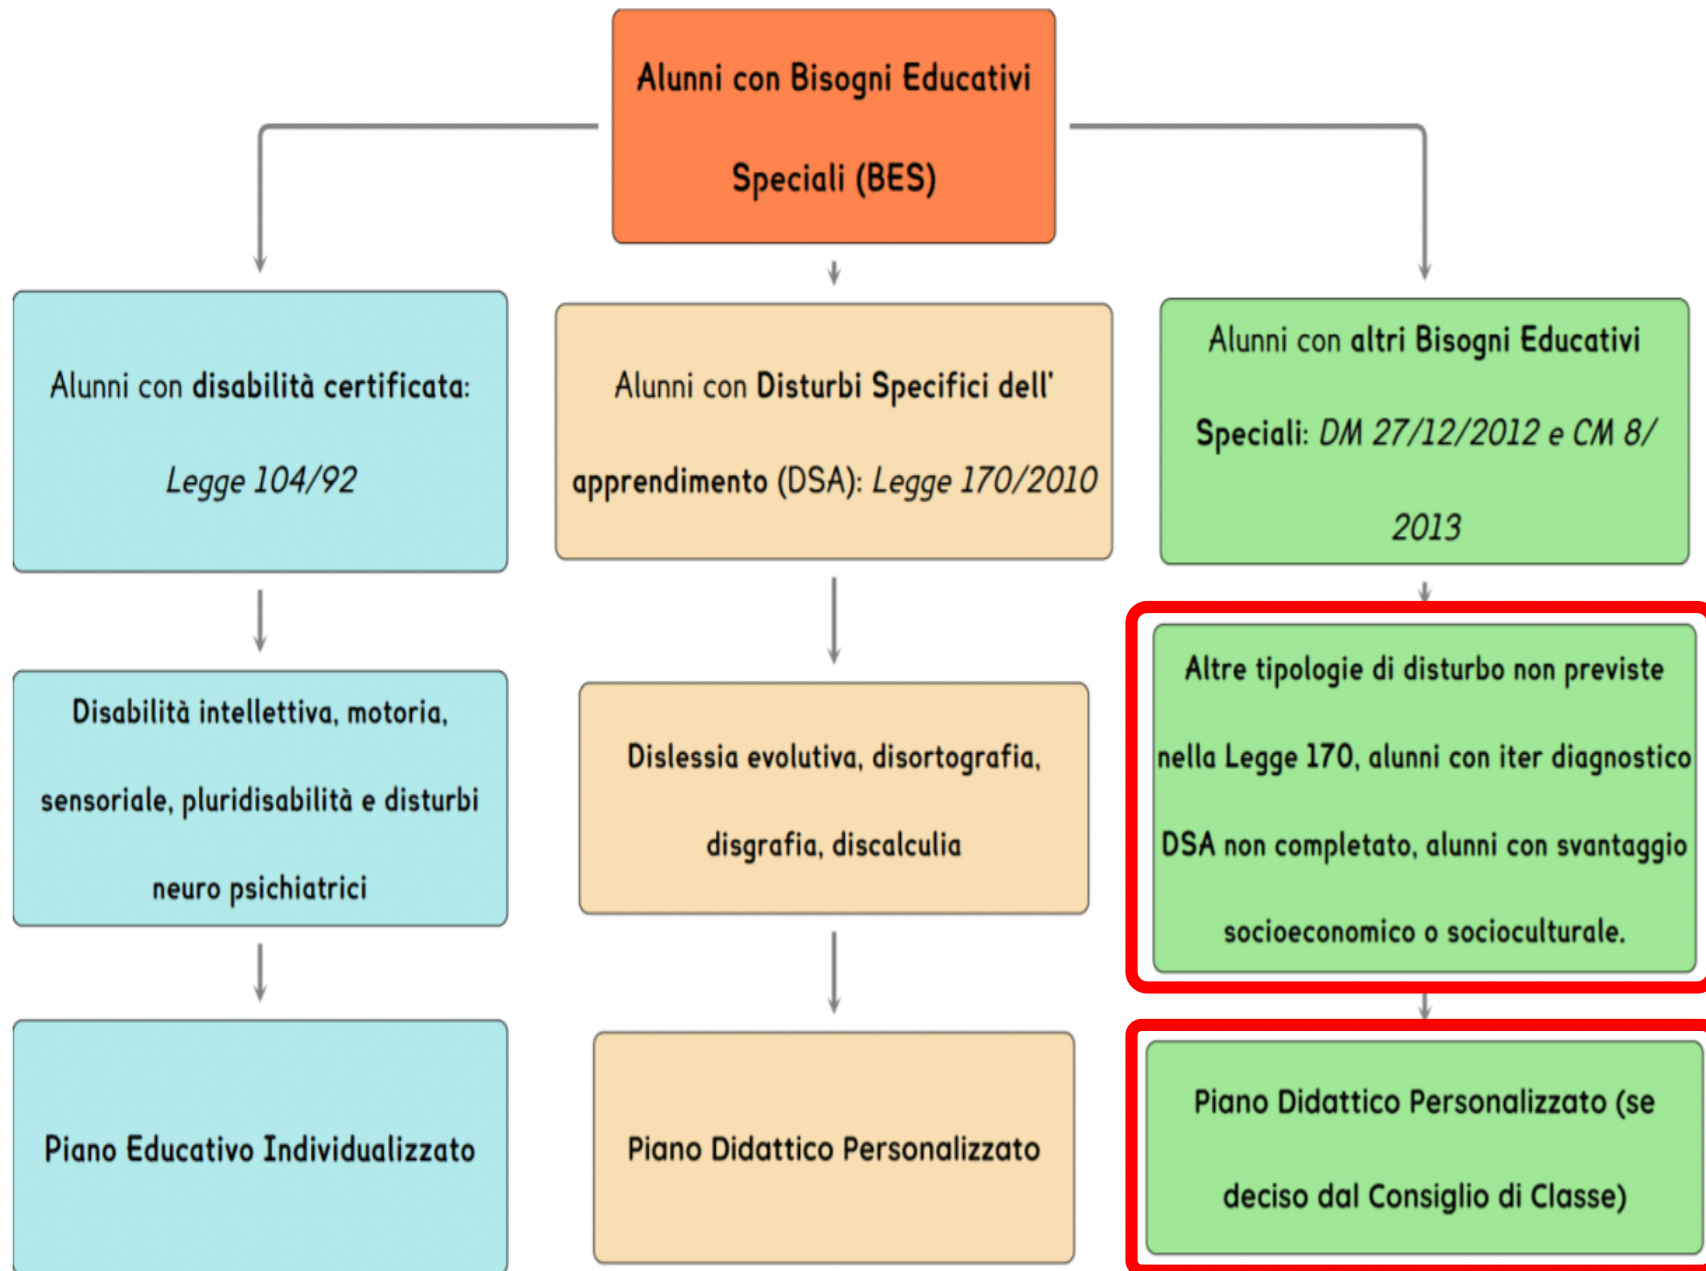 Alunni con Bisogni Educativi
Speciali (BES)
Alunni con disabilità certificata:
Legge 104/92
Alunni con Disturbi Specifici dell'
apprendimento (DSA): Legge 170/2010
Alunni con altri Bisogni Educativi
Speciali: DM 27/12/2012 e CM 8/
2013
Disabilità intellettiva, motoria,
sensoriale, pluridisabilità e disturbi
neuro psichiatrici
Dislessia evolutiva, disortografia,
disgrafia, discalculia
Altre tipologie di disturbo non previste
nella Legge 170, alunni con iter diagnostico
DSA non completato, alunni con svantaggio
socioeconomico o socioculturale.
Piano Educativo Individualizzato
Piano Didattico Personalizzato
Piano Didattico Personalizzato (se
deciso dal Consiglio di Classe)